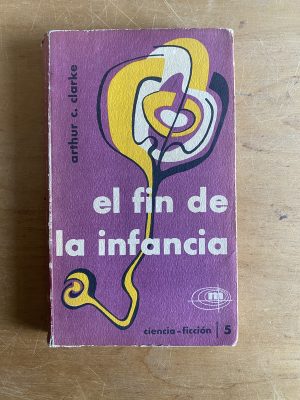 arthur c. clarke
el fin de
la infancia
m
ciencia-ficción | 5